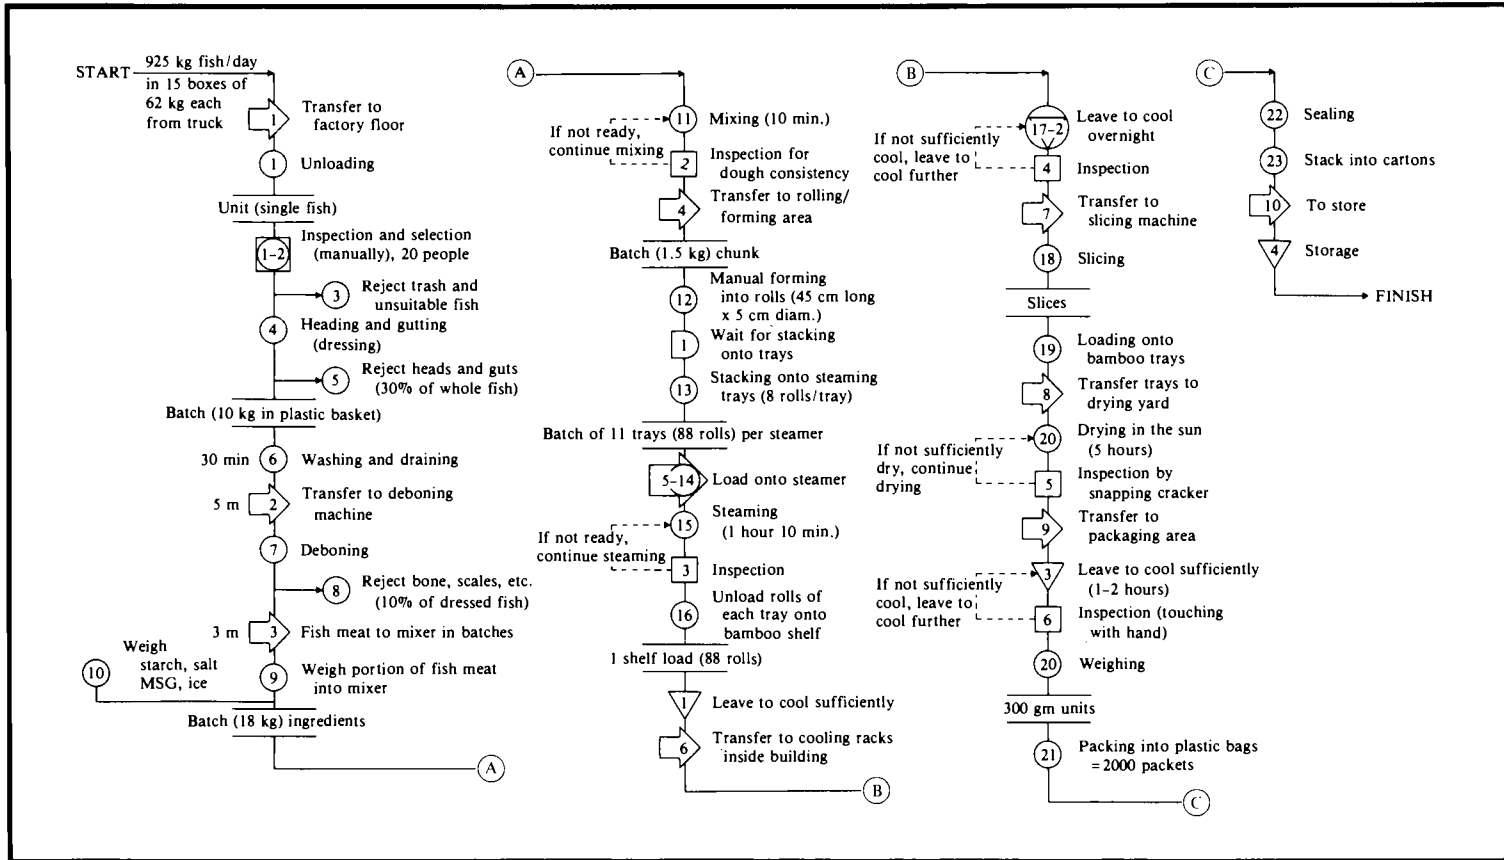 START
925 kg fish/day
in 15 boxes of
62 kg each
from truck
1
Transfer to
factory floor
1
Unloading
Unit (single fish)
1-2
Inspection and selection
(manually), 20 people
3
Reject trash and
unsuitable fish
4
Heading and gutting
(dressing)
5
Reject heads and guts
(30% of whole fish)
Batch (10 kg in plastic basket)
30 min
6
Washing and draining
5 m
2
Transfer to deboning
machine
7
Deboning
8
Reject bone, scales, etc.
(10% of dressed fish)
3 m
3
Fish meat to mixer in batches
10
Weigh
starch, salt
MSG, ice
9
Weigh portion of fish meat
into mixer
Batch (18 kg) ingredients
A
A
11
Mixing (10 min.)
If not ready,
continue mixing
2
Inspection for
dough consistency
4
Transfer to rolling/
forming area
Batch (1.5 kg) chunk
12
Manual forming
into rolls (45 cm long
x 5 cm diam.)
1
Wait for stacking
onto trays
13
Stacking onto steaming
trays (8 rolls/tray)
Batch of 11 trays (88 rolls) per steamer
5-14
Load onto steamer
15
Steaming
(1 hour 10 min.)
If not ready,
continue steaming
3
Inspection
16
Unload rolls of
each tray onto
bamboo shelf
1 shelf load (88 rolls)
1
Leave to cool sufficiently
6
Transfer to cooling racks
inside building
B
B
17-2
Leave to cool
overnight
If not sufficiently
cool, leave to
cool further
4
Inspection
7
Transfer to
slicing machine
18
Slicing
Slices
19
Loading onto
bamboo trays
8
Transfer trays to
drying yard
20
Drying in the sun
(5 hours)
If not sufficiently
dry, continue
drying
5
Inspection by
snapping cracker
9
Transfer to
packaging area
3
Leave to cool sufficiently
(1-2 hours)
If not sufficiently
cool, leave to
cool further
6
Inspection (touching
with hand)
20
Weighing
300 gm units
21
Packing into plastic bags
= 2000 packets
C
C
22
Sealing
23
Stack into cartons
10
To store
4
Storage
FINISH